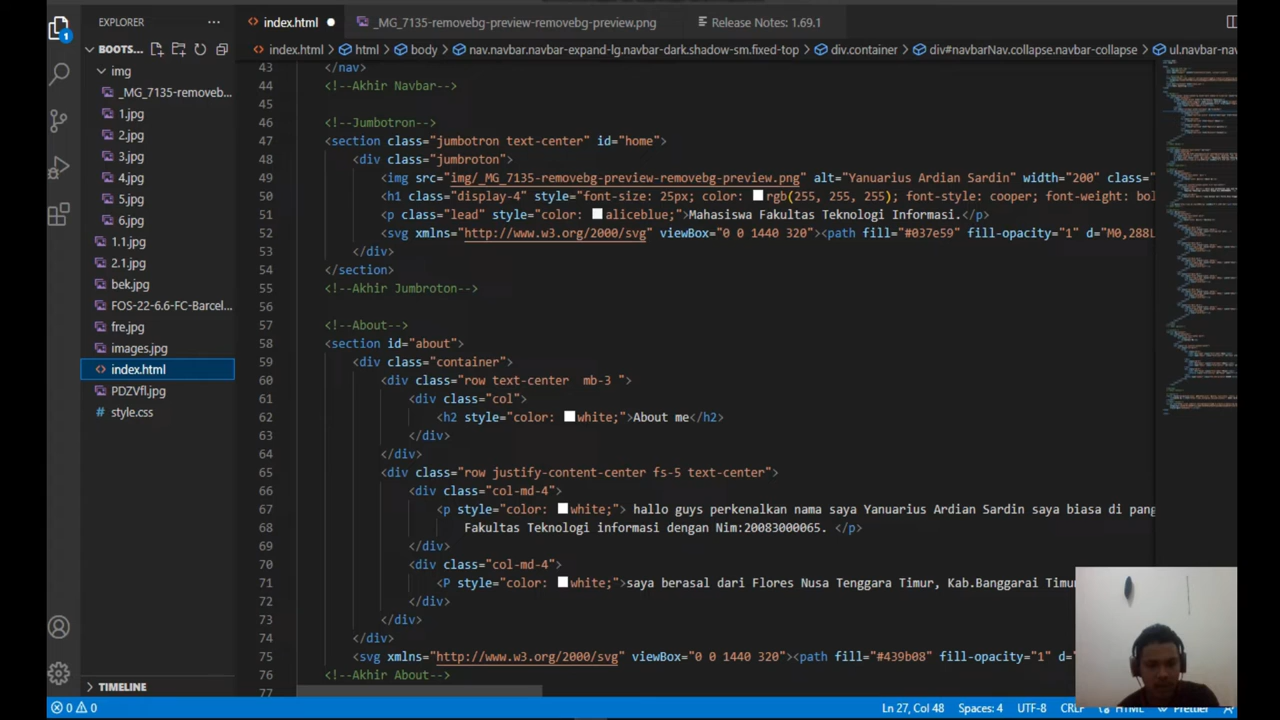 EXPLORER
index.html
_MG_7135-removebg-preview-removebg-preview.png
Release Notes: 1.69.1
1
BOOTS...
index.html
html
body
nav.navbar.navbar-expand-lg.navbar-dark.shadow-sm.fixed-top
div.container
div#navbarNav.collapse.navbar-collapse
ul.navbar-nav
img
_MG_7135-removeb...
1.jpg
2.jpg
3.jpg
4.jpg
5.jpg
6.jpg
1.1.jpg
2.1.jpg
bek.jpg
FOS-22-6.6-FC-Barcel...
fre.jpg
images.jpg
index.html
PDZVfl.jpg
# style.css
TIMELINE
43 </nav>
44 <!--Akhir Navbar-->
45
46 <!--Jumbotron-->
47 <section class="jumbotron text-center" id="home">
48 <div class="jumbroton">
49 <img src="img/_MG_7135-removebg-preview-removebg-preview.png" alt="Yanuarius Ardian Sardin" width="200" class="
50 <h1 class="display-4" style="font-size: 25px; color: rgb(255, 255, 255); font-style: cooper; font-weight: bol
51 <p class="lead" style="color: aliceblue;">Mahasiswa Fakultas Teknologi Informasi.</p>
52 <svg xmlns="http://www.w3.org/2000/svg" viewBox="0 0 1440 320"><path fill="#037e59" fill-opacity="1" d="M0,288L
53 </div>
54 </section>
55 <!--Akhir Jumbroton-->
56
57 <!--About-->
58 <section id="about">
59 <div class="container">
60 <div class="row text-center  mb-3 ">
61 <div class="col">
62 <h2 style="color: white;">About me</h2>
63 </div>
64 </div>
65 <div class="row justify-content-center fs-5 text-center">
66 <div class="col-md-4">
67 <p style="color: white;"> hallo guys perkenalkan nama saya Yanuarius Ardian Sardin saya biasa di pang
68 Fakultas Teknologi informasi dengan Nim:20083000065. </p>
69 </div>
70 <div class="col-md-4">
71 <P style="color: white;">saya berasal dari Flores Nusa Tenggara Timur, Kab.Banggarai Timur
72 </div>
73 </div>
74 </div>
75 <svg xmlns="http://www.w3.org/2000/svg" viewBox="0 0 1440 320"><path fill="#439b08" fill-opacity="1" d=
76 <!--Akhir About-->
77
0 0
Ln 27, Col 48
Spaces: 4
UTF-8
CRLF
HTML
Prettier